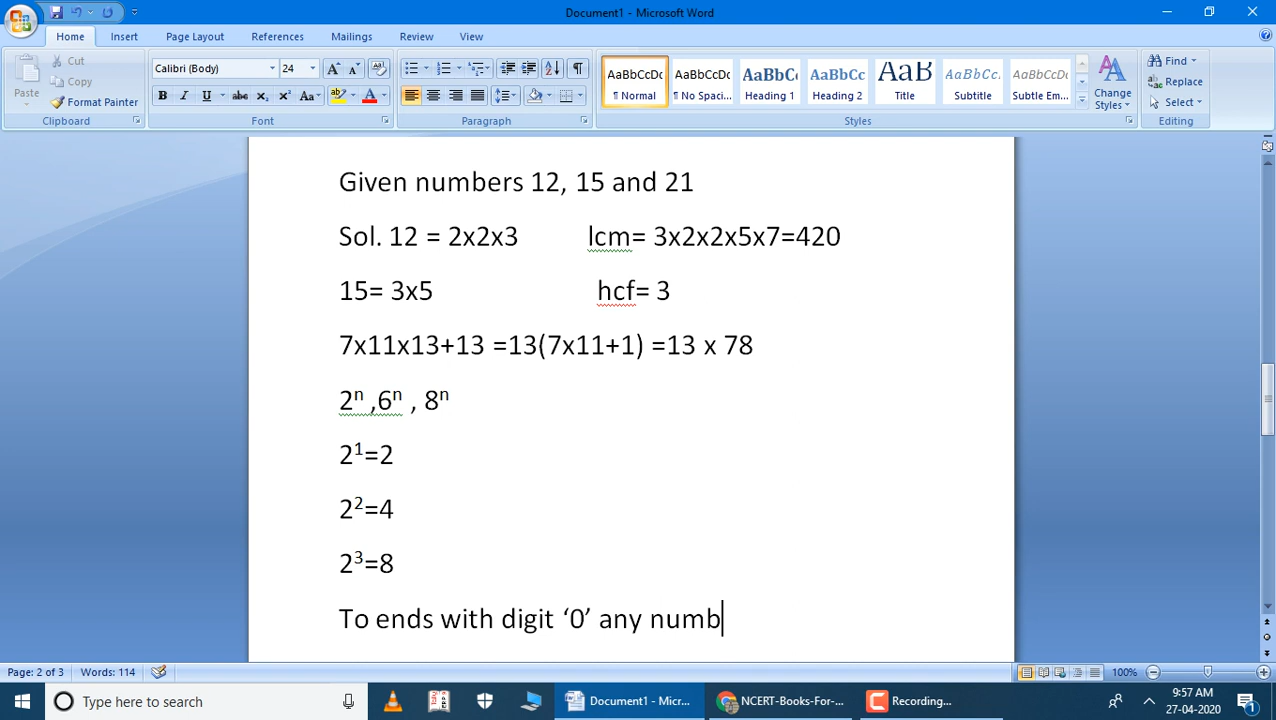 Document1 - Microsoft Word
Home Insert Page Layout References Mailings Review View
Paste Cut Copy Format Painter
Calibri (Body) 24
AaBbCcDc AaBbCcDc AaBbCc AaBbCc AaB AaBbCc. AaBbCcDc
¶ Normal ¶ No Spaci... Heading 1 Heading 2 Title Subtitle Subtle Em...
Change Styles
Find Replace Select
Clipboard Font Paragraph Styles Editing
Given numbers 12, 15 and 21
Sol. 12 = 2x2x3 lcm= 3x2x2x5x7=420
15= 3x5 hcf= 3
7x11x13+13 =13(7x11+1) =13 x 78
2ⁿ ,6ⁿ , 8ⁿ
2¹=2
2²=4
2³=8
To ends with digit ‘0’ any numb
Page: 2 of 3 Words: 114 100%
Type here to search Document1 - Micr... NCERT-Books-For-... Recording... 9:57 AM
27-04-2020